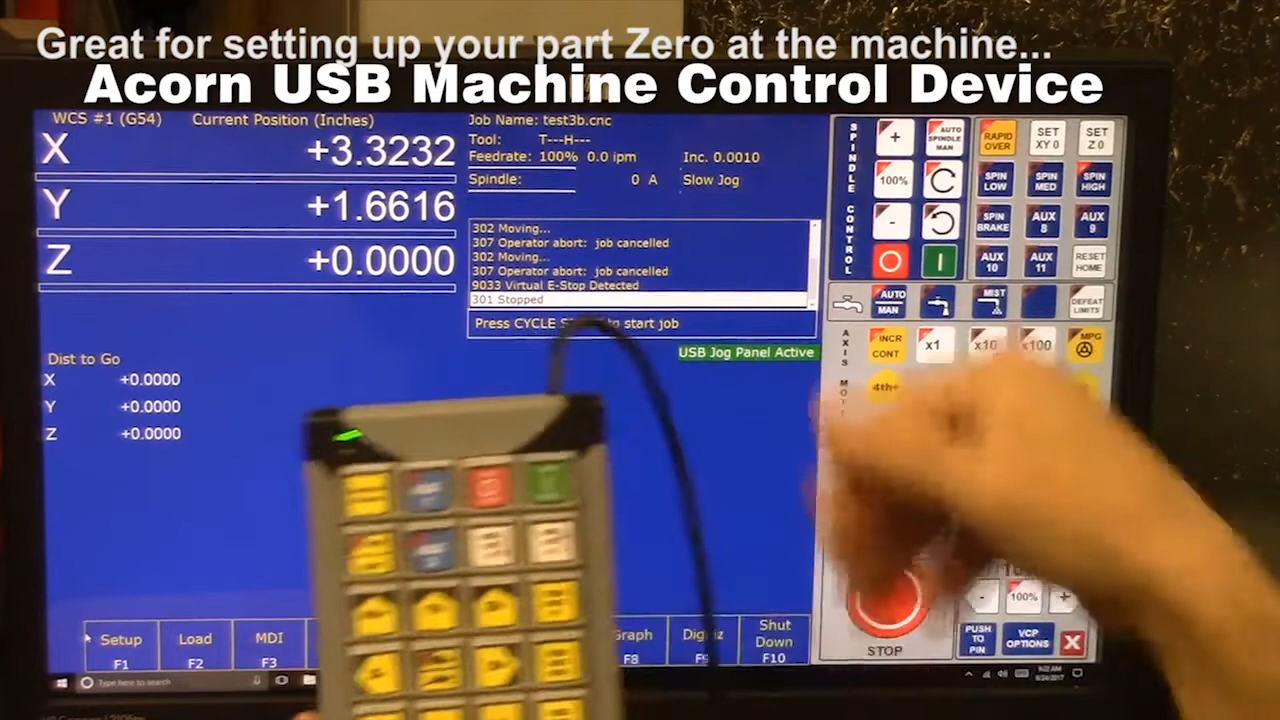 Great for setting up your part Zero at the machine...
Acorn USB Machine Control Device
WCS #1 (G54) Current Position (Inches)
X +3.3232
Y +1.6616
Z +0.0000
Dist to Go
X +0.0000
Y +0.0000
Z +0.0000
Job Name: test3b.cnc
Tool: T---H---
Feedrate: 100% 0.0 ipm Inc. 0.0010
Spindle: 0 A Slow Jog
302 Moving...
307 Operator abort: job cancelled
302 Moving...
307 Operator abort: job cancelled
9033 Virtual E-Stop Detected
301 Stopped
Press CYCLE to start job
USB Jog Panel Active
SPINDLE CONTROL
+ AUTO SPINDLE MAN RAPID OVER SET XY 0 SET Z 0
100% SPIN LOW SPIN MED SPIN HIGH
- SPIN BRAKE AUX 8 AUX 9
AUX 10 AUX 11 RESET HOME
AUTO MAN MIST DEFEAT LIMITS
AXIS
INCR CONT x1 x10 x100 MPG
4th+
- 100% +
STOP PUSH TO PIN VCP OPTIONS X
Setup Load MDI Graph Shut Down
F1 F2 F3 F8 F10
Type here to search